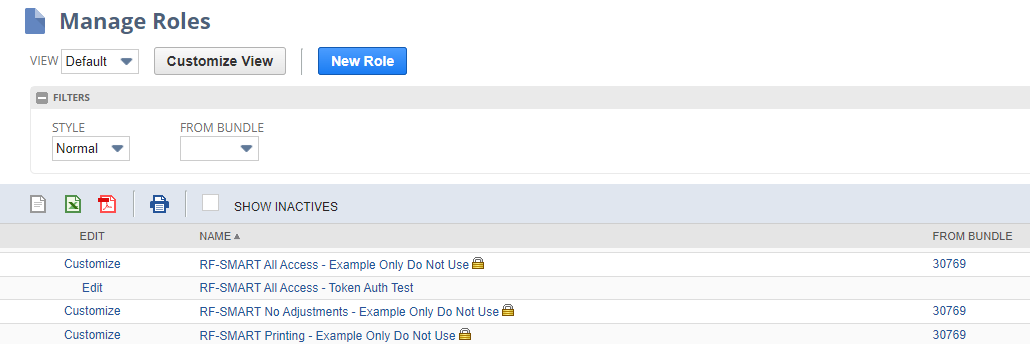 Manage Roles
VIEW Default Customize View New Role
FILTERS
STYLE FROM BUNDLE
Normal
SHOW INACTIVES
EDIT NAME FROM BUNDLE
Customize RF-SMART All Access - Example Only Do Not Use 30769
Edit RF-SMART All Access - Token Auth Test
Customize RF-SMART No Adjustments - Example Only Do Not Use 30769
Customize RF-SMART Printing - Example Only Do Not Use 30769